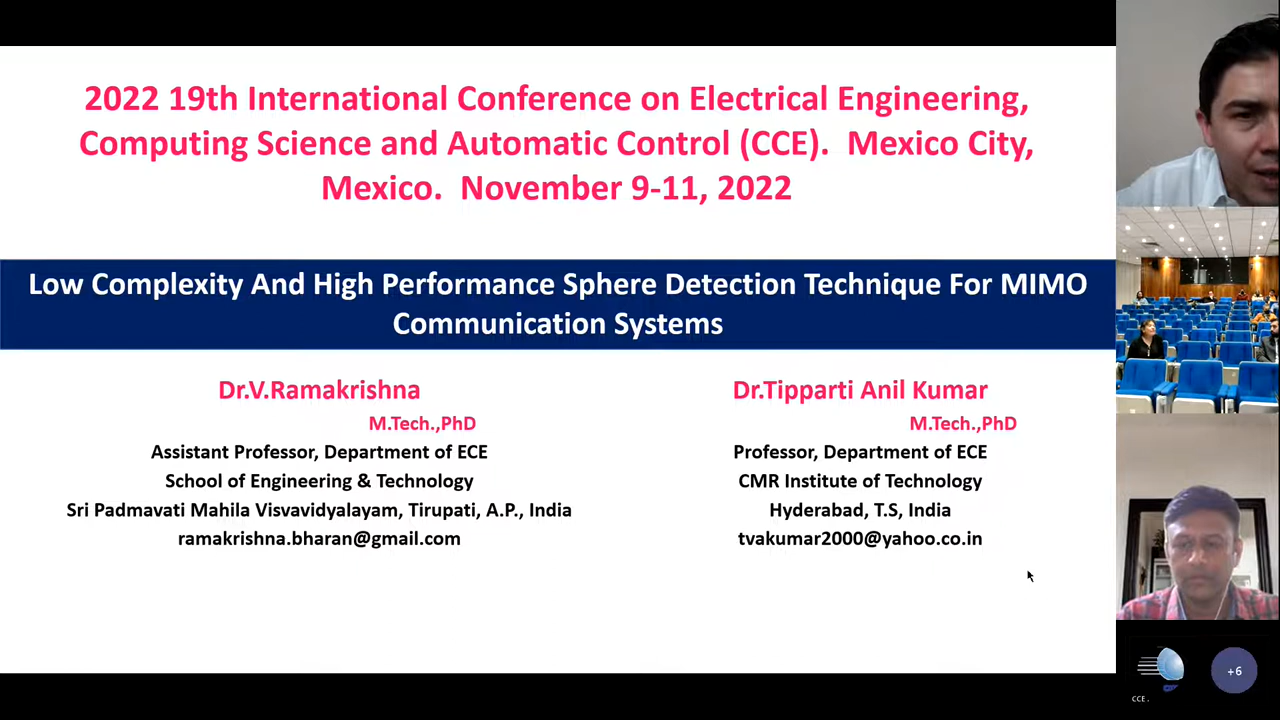 2022 19th International Conference on Electrical Engineering,
Computing Science and Automatic Control (CCE).  Mexico City,
Mexico.  November 9-11, 2022
Low Complexity And High Performance Sphere Detection Technique For MIMO
Communication Systems
Dr.V.Ramakrishna
M.Tech.,PhD
Assistant Professor, Department of ECE
School of Engineering & Technology
Sri Padmavati Mahila Visvavidyalayam, Tirupati, A.P., India
ramakrishna.bharan@gmail.com
Dr.Tipparti Anil Kumar
M.Tech.,PhD
Professor, Department of ECE
CMR Institute of Technology
Hyderabad, T.S, India
tvakumar2000@yahoo.co.in
CCE.
+6